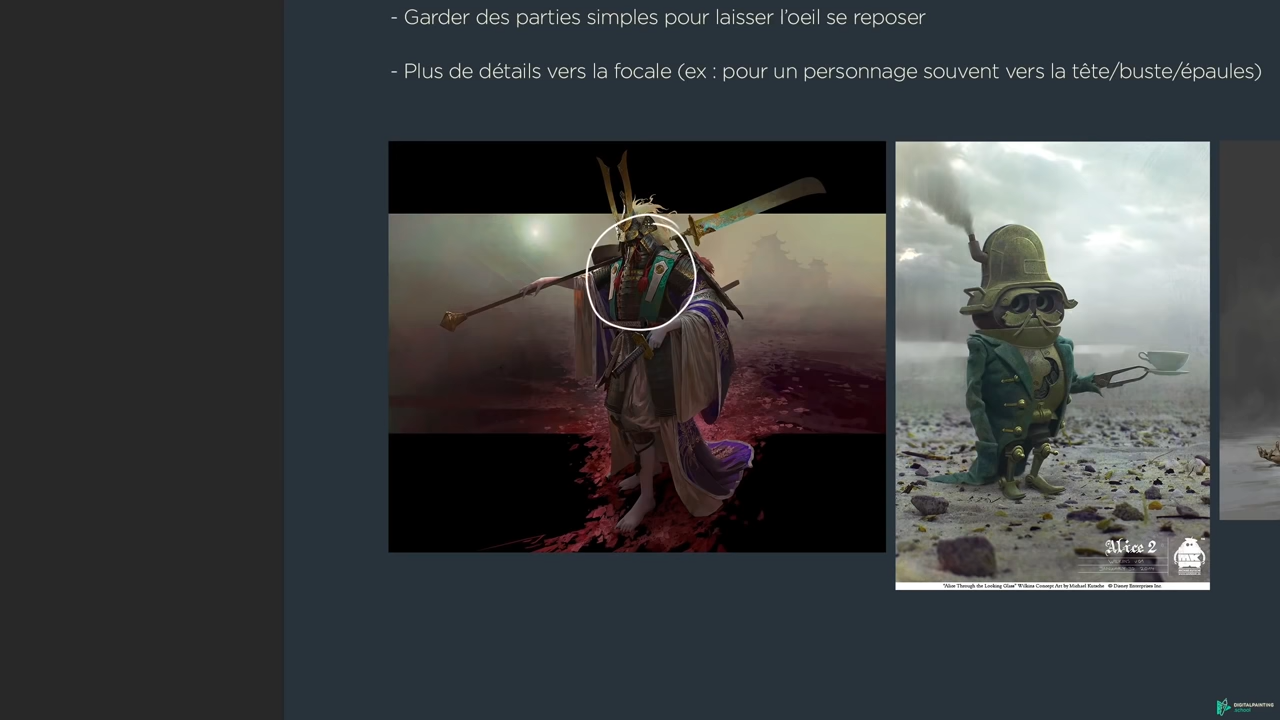 - Garder des parties simples pour laisser l'oeil se reposer
- Plus de détails vers la focale (ex : pour un personnage souvent vers la tête/buste/épaules)
Alice 2
MK
"Alice Through the Looking Glass" Wilkins Concept Art by Michael Kutsche © Disney Enterprises Inc.
DIGITALPAINTING
.school